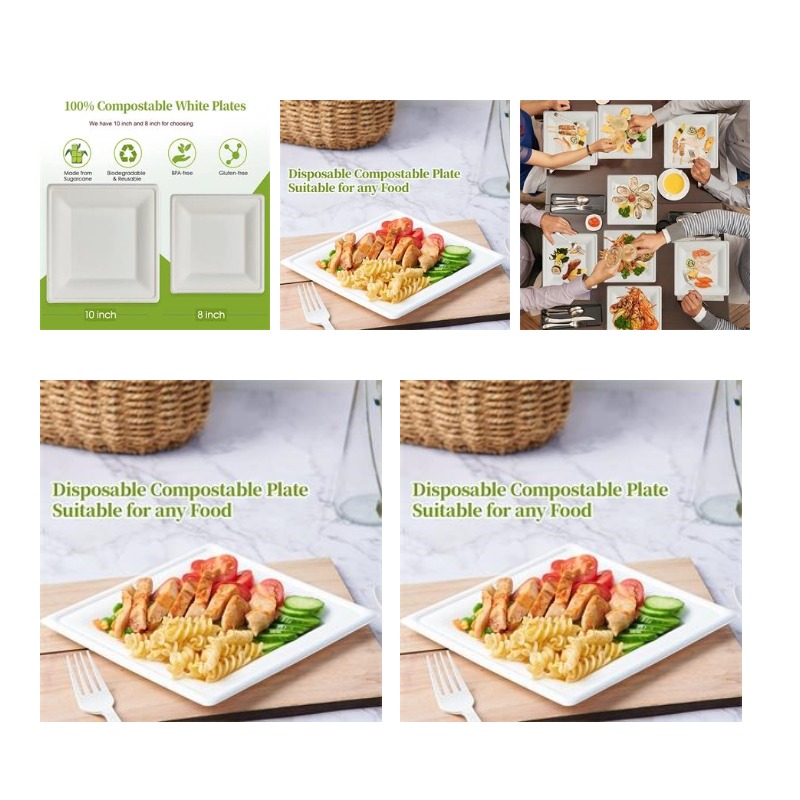 100% Compostable White Plates
We have 10 inch and 8 inch for choosing
Made from
Sugarcane
Biodegradable
& Reusable
BPA-free
Gluten-free
10 inch
8 inch
Disposable Compostable Plate
Suitable for any Food
Disposable Compostable Plate
Suitable for any Food
Disposable Compostable Plate
Suitable for any Food